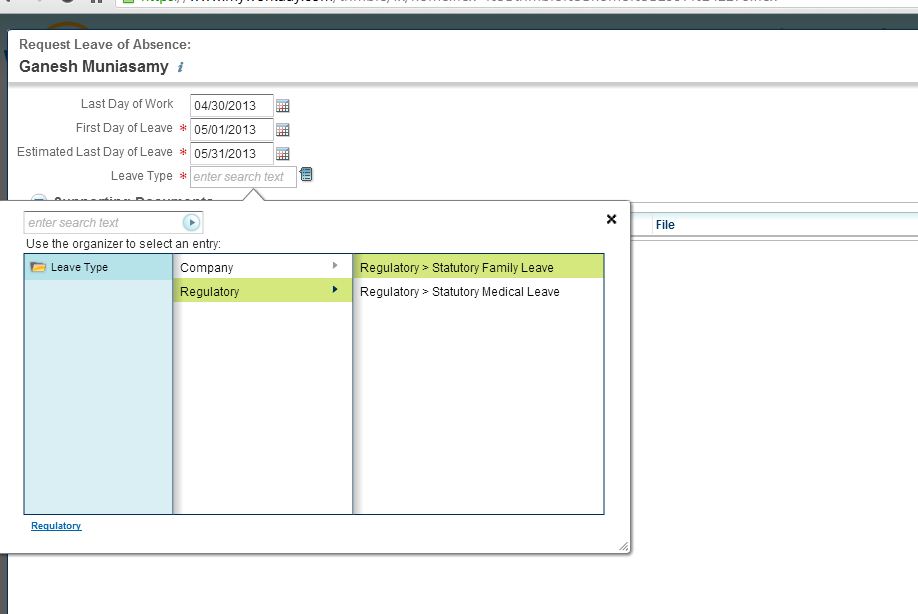 Request Leave of Absence:
Ganesh Muniasamy i
Last Day of Work 04/30/2013
First Day of Leave * 05/01/2013
Estimated Last Day of Leave * 05/31/2013
Leave Type * enter search text
Supporting Documents
File
enter search text
Use the organizer to select an entry:
Leave Type
Company
Regulatory
Regulatory > Statutory Family Leave
Regulatory > Statutory Medical Leave
Regulatory